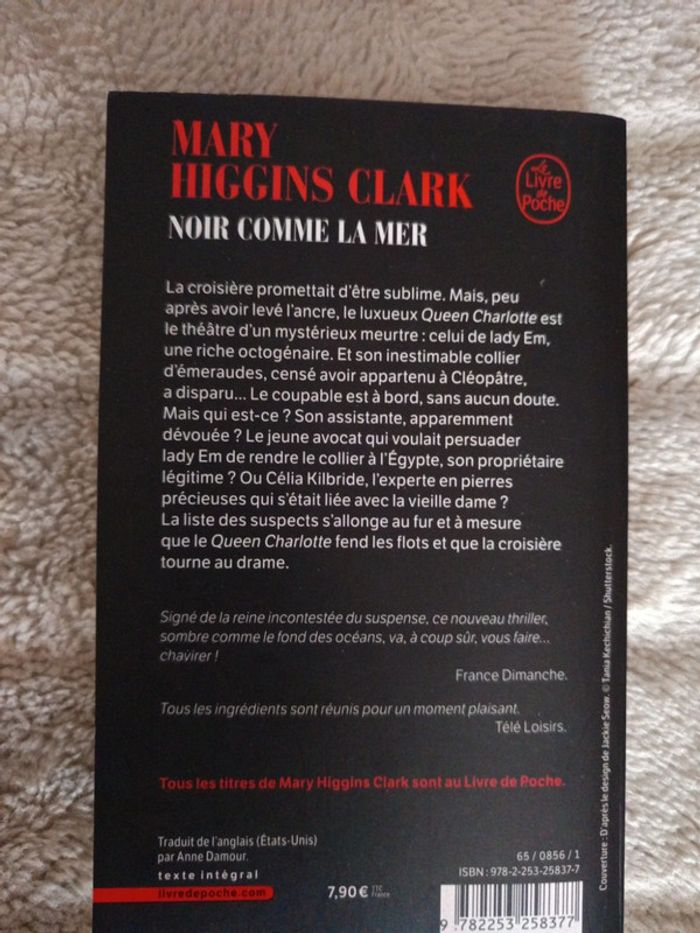 MARY
HIGGINS CLARK
NOIR COMME LA MER
Le
Livre
de
Poche
La croisière promettait d'être sublime. Mais, peu
après avoir levé l'ancre, le luxueux Queen Charlotte est
le théâtre d'un mystérieux meurtre : celui de lady Em,
une riche octogénaire. Et son inestimable collier
d'émeraudes, censé avoir appartenu à Cléopâtre,
a disparu... Le coupable est à bord, sans aucun doute.
Mais qui est-ce ? Son assistante, apparemment
dévouée ? Le jeune avocat qui voulait persuader
lady Em de rendre le collier à l'Égypte, son propriétaire
légitime ? Ou Célia Kilbride, l'experte en pierres
précieuses qui s'était liée avec la vieille dame ?
La liste des suspects s'allonge au fur et à mesure
que le Queen Charlotte fend les flots et que la croisière
tourne au drame.
Signé de la reine incontestée du suspense, ce nouveau thriller,
sombre comme le fond des océans, va, à coup sûr, vous faire...
chavirer !
France Dimanche.
Tous les ingrédients sont réunis pour un moment plaisant.
Télé Loisirs.
Tous les titres de Mary Higgins Clark sont au Livre de Poche.
Traduit de l'anglais (États-Unis)
par Anne Damour.
texte intégral
livredepoche.com
7,90 € TTC
France
65 / 0856 / 1
ISBN : 978-2-253-25837-7
9 782253 258377
Couverture : D'après le design de Jackie Seow. © Tania Kechichian / Shutterstock.